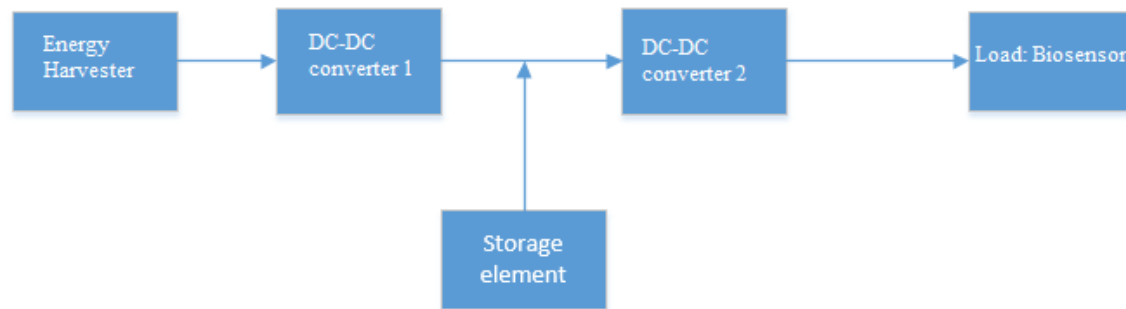 Energy
Harvester
DC-DC
converter 1
DC-DC
converter 2
Load: Biosensor
Storage
element